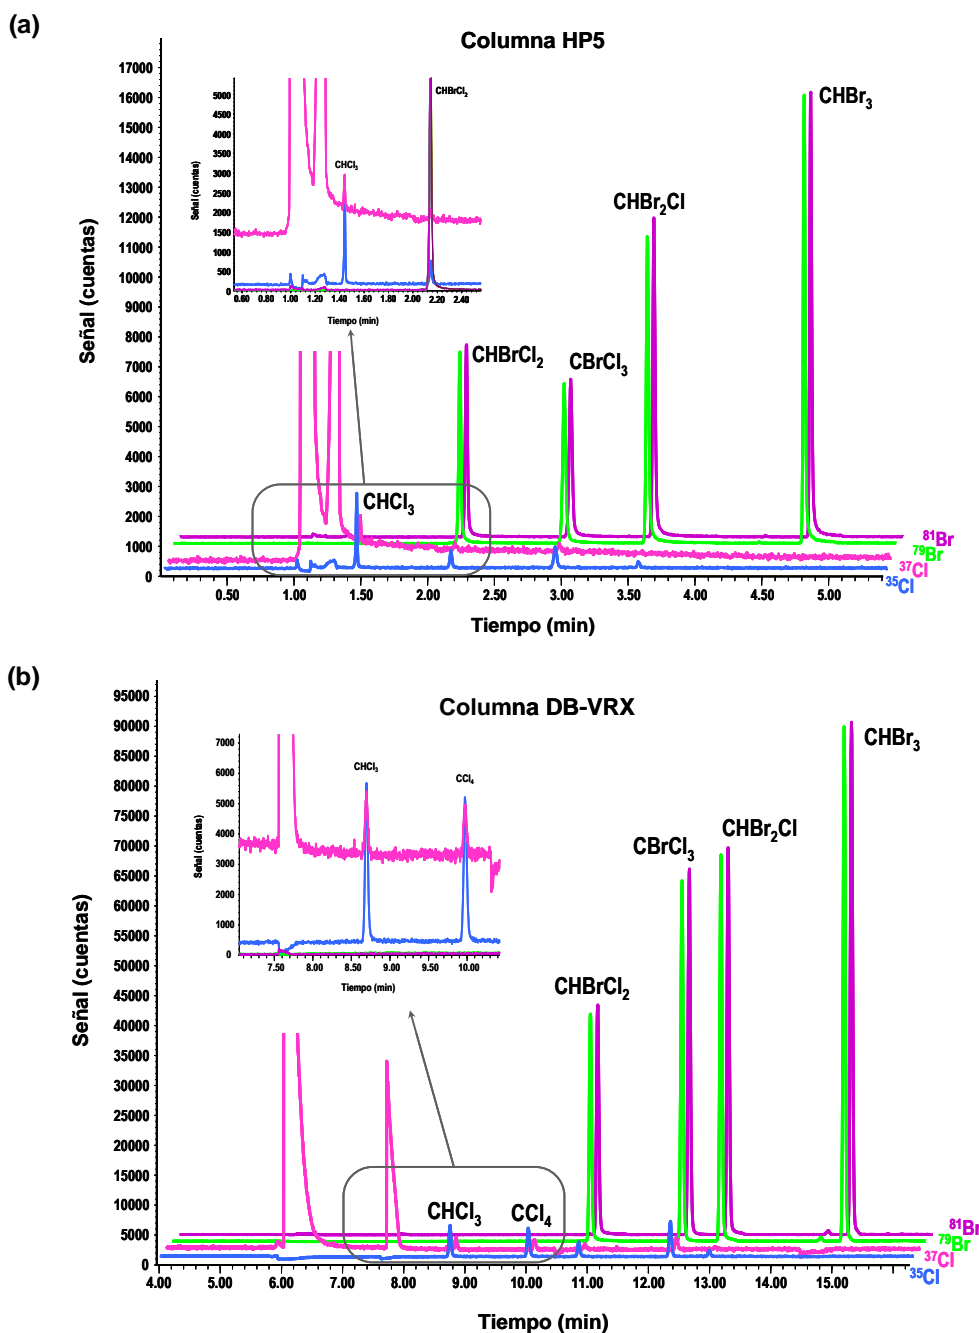 (a)
Columna HP5
17000
16000
15000
14000
13000
12000
11000
10000
9000
8000
7000
6000
5000
4000
3000
2000
1000
0
Señal (cuentas)
5000
4500
4000
3500
3000
2500
2000
1500
1000
500
0
Señal (cuentas)
CHCl3
CHBrCl2
0.60 0.80 1.00 1.20 1.40 1.60 1.80 2.00 2.20 2.40
Tiempo (min)
CHCl3
CHBrCl2
CBrCl3
CHBr2Cl
CHBr3
81Br
79Br
37Cl
35Cl
0.50 1.00 1.50 2.00 2.50 3.00 3.50 4.00 4.50 5.00
Tiempo (min)
(b)
Columna DB-VRX
95000
90000
85000
80000
75000
70000
65000
60000
55000
50000
45000
40000
35000
30000
25000
20000
15000
10000
5000
0
Señal (cuentas)
7000
6000
5000
4000
3000
2000
1000
0
Señal (cuentas)
CHCl3
CCl4
7.50 8.00 8.50 9.00 9.50 10.00
Tiempo (min)
CHCl3
CCl4
CHBrCl2
CBrCl3
CHBr2Cl
CHBr3
81Br
79Br
37Cl
35Cl
4.00 5.00 6.00 7.00 8.00 9.00 10.00 11.00 12.00 13.00 14.00 15.00
Tiempo (min)